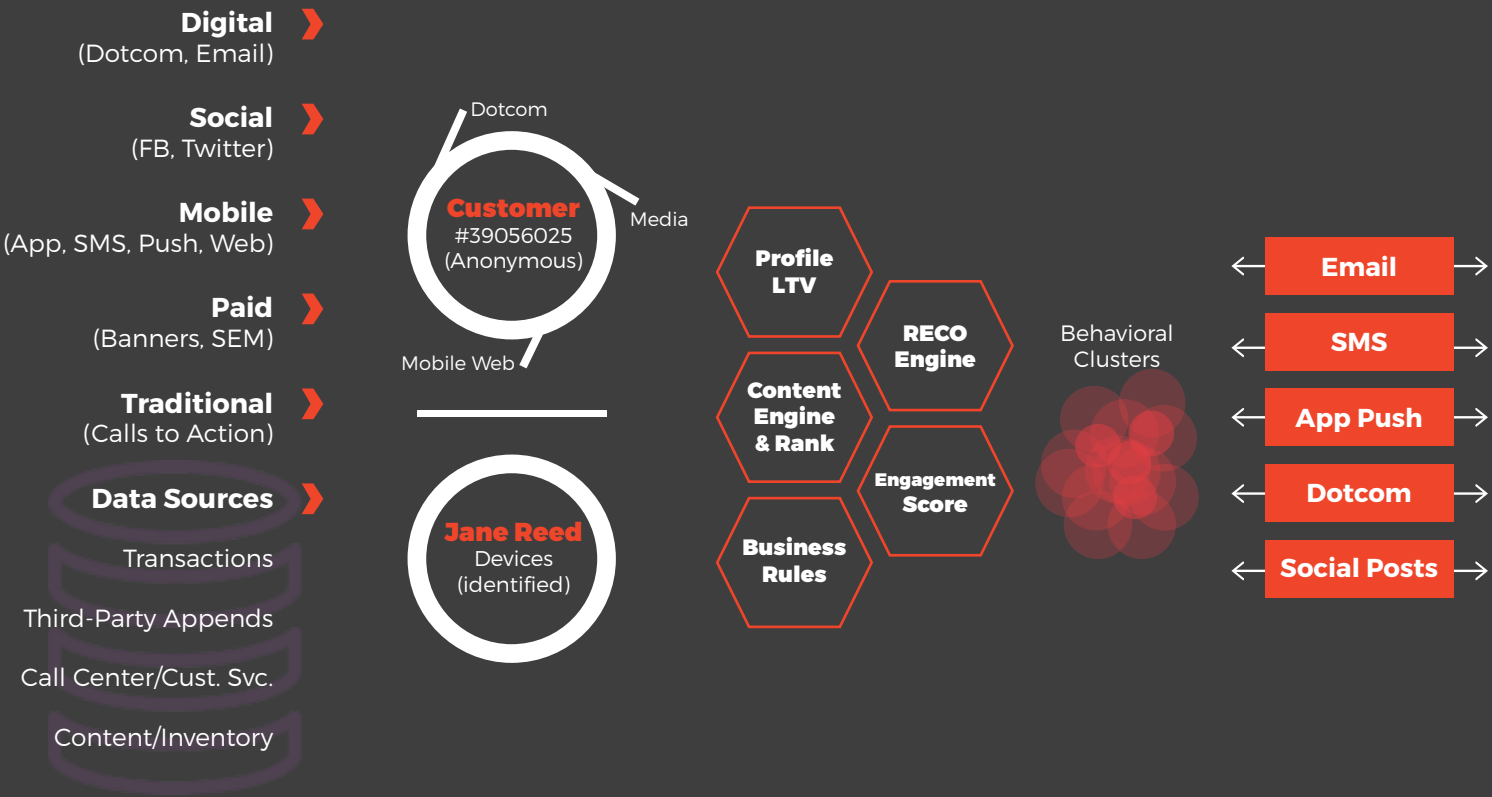 Digital
(Dotcom, Email)
Social
(FB, Twitter)
Mobile
(App, SMS, Push, Web)
Paid
(Banners, SEM)
Traditional
(Calls to Action)
Data Sources
Transactions
Third-Party Appends
Call Center/Cust. Svc.
Content/Inventory
Dotcom
Customer
#39056025
(Anonymous)
Media
Mobile Web
Jane Reed
Devices
(identified)
Profile
LTV
Content
Engine
& Rank
Business
Rules
RECO
Engine
Engagement
Score
Behavioral
Clusters
Email
SMS
App Push
Dotcom
Social Posts